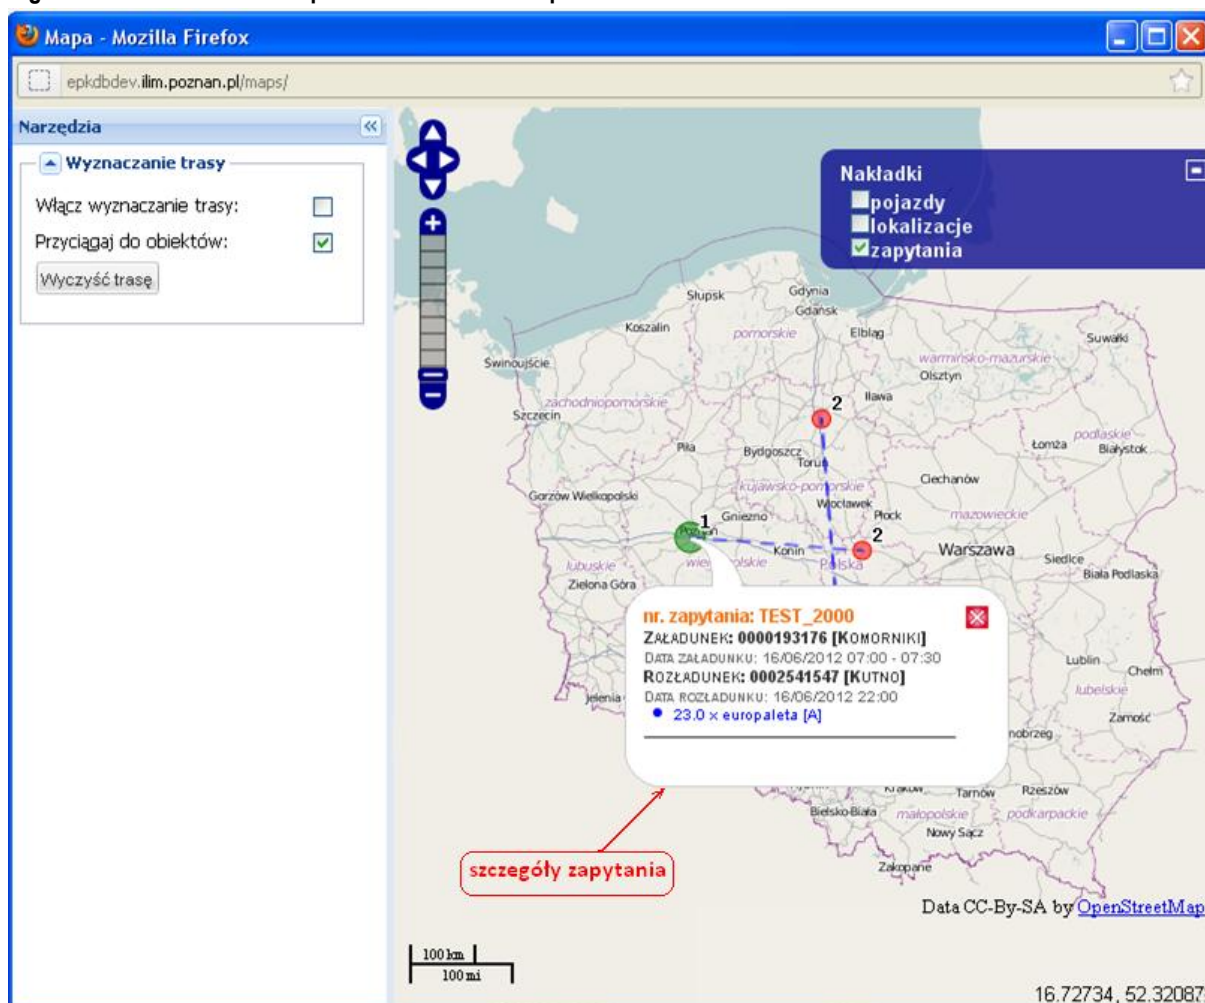 Mapa - Mozilla Firefox
epkdbdev.ilim.poznan.pl/maps/
Narzędzia
Wyznaczanie trasy
Włącz wyznaczanie trasy:
Przyciągaj do obiektów:
Wyczyść trasę
Nakładki
pojazdy
lokalizacje
zapytania
Słupsk
Gdynia
Gdańsk
Koszalin
pomorskie
Elbląg
Suwałki
Świnoujście
warmińsko-mazurskie
Olsztyn
zachodniopomorskie
Iława
2
Szczecin
Piła
Bydgoszcz
Toruń
Łomża
podlaskie
Białystok
kujawsko-pomorskie
Ciechanów
Gorzów Wielkopolski
Włocławek
Gniezno
Płock
mazowieckie
1
Poznań
2
Konin
Warszawa
Siedlce
lubuskie
wielkopolskie
Polska
Biała Podlaska
Zielona Góra
nr. zapytania: TEST_2000
ZAŁADUNEK: 0000193176 [KOMORNIKI]
DATA ZAŁADUNKU: 16/06/2012 07:00 - 07:30
ROZŁADUNEK: 0002541547 [KUTNO]
DATA ROZŁADUNKU: 16/06/2012 22:00
23.0 x europaleta [A]
Lublin
Chełm
lubelskie
Jelenia
Zamość
nobrzeg
Kraków
Tarnów
Rzeszów
Bielsko-Biała
małopolskie
podkarpackie
Nowy Sącz
Zakopane
szczegóły zapytania
Data CC-By-SA by OpenStreetMap
100 km
100 mi
16.72734, 52.32087